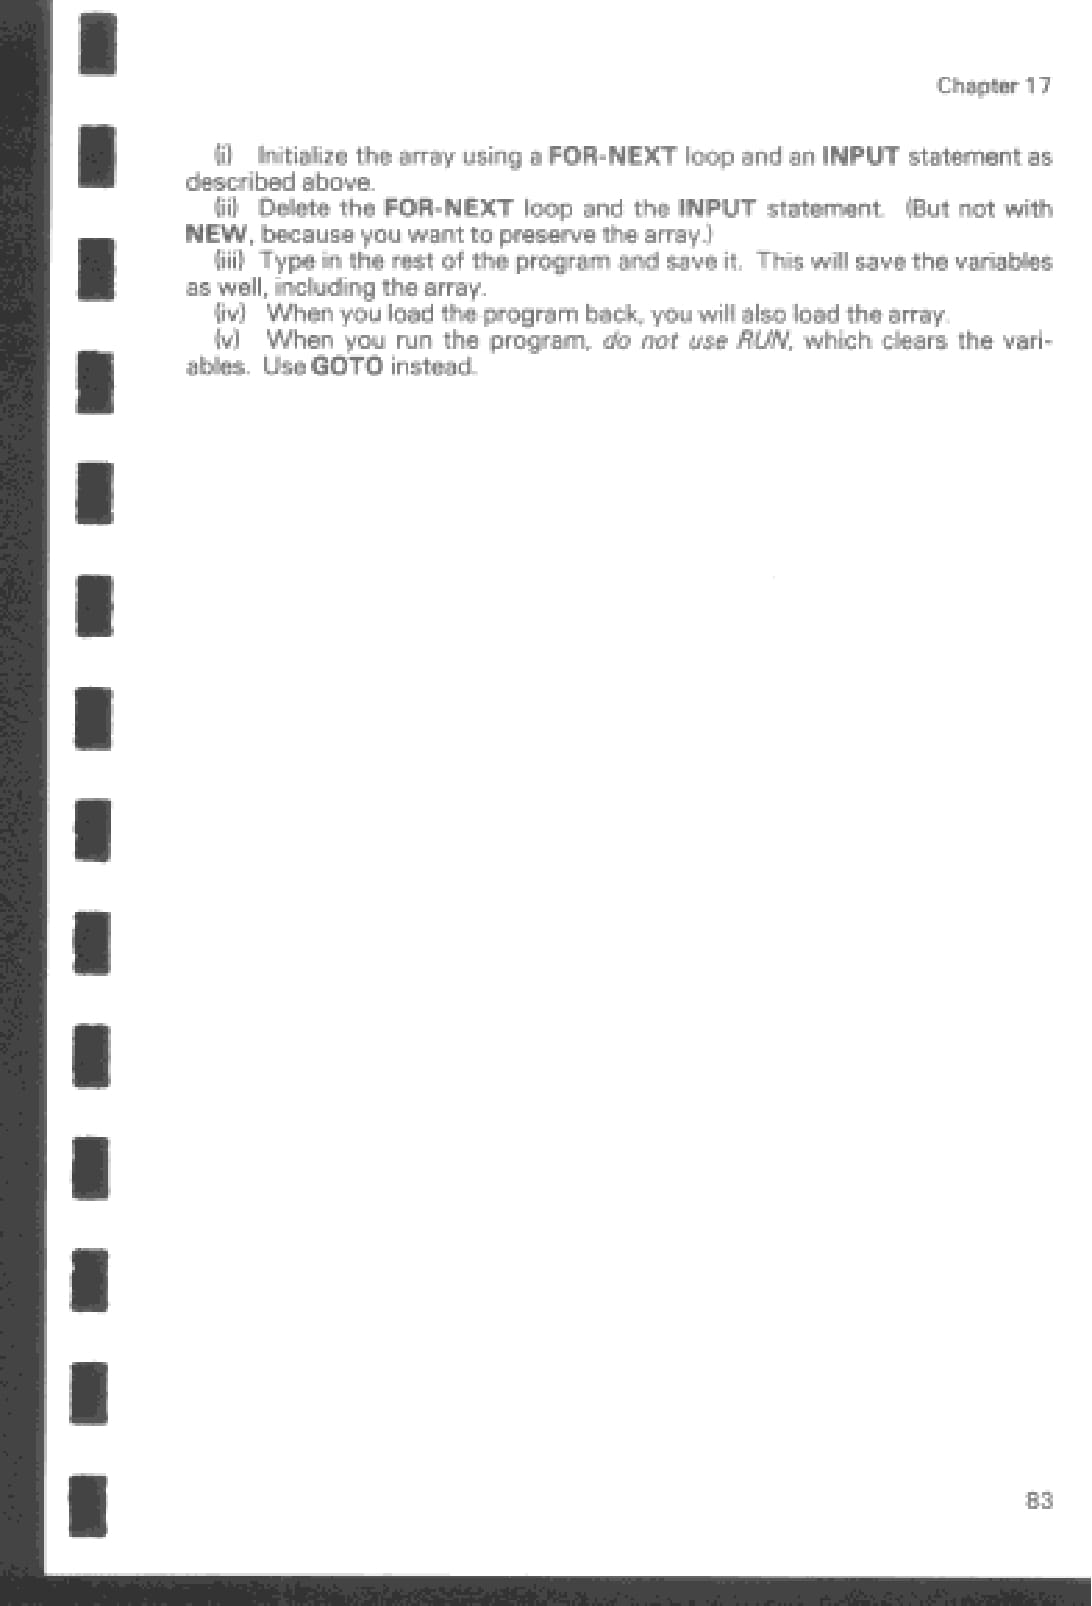 Chapter 17
(i) Initialize the array using a FOR-NEXT loop and an INPUT statement as
described above.
(ii) Delete the FOR-NEXT loop and the INPUT statement. (But not with
NEW, because you want to preserve the array.)
(iii) Type in the rest of the program and save it. This will save the variables
as well, including the array.
(iv) When you load the program back, you will also load the array.
(v) When you run the program, do not use RUN, which clears the vari-
ables. Use GOTO instead.
83